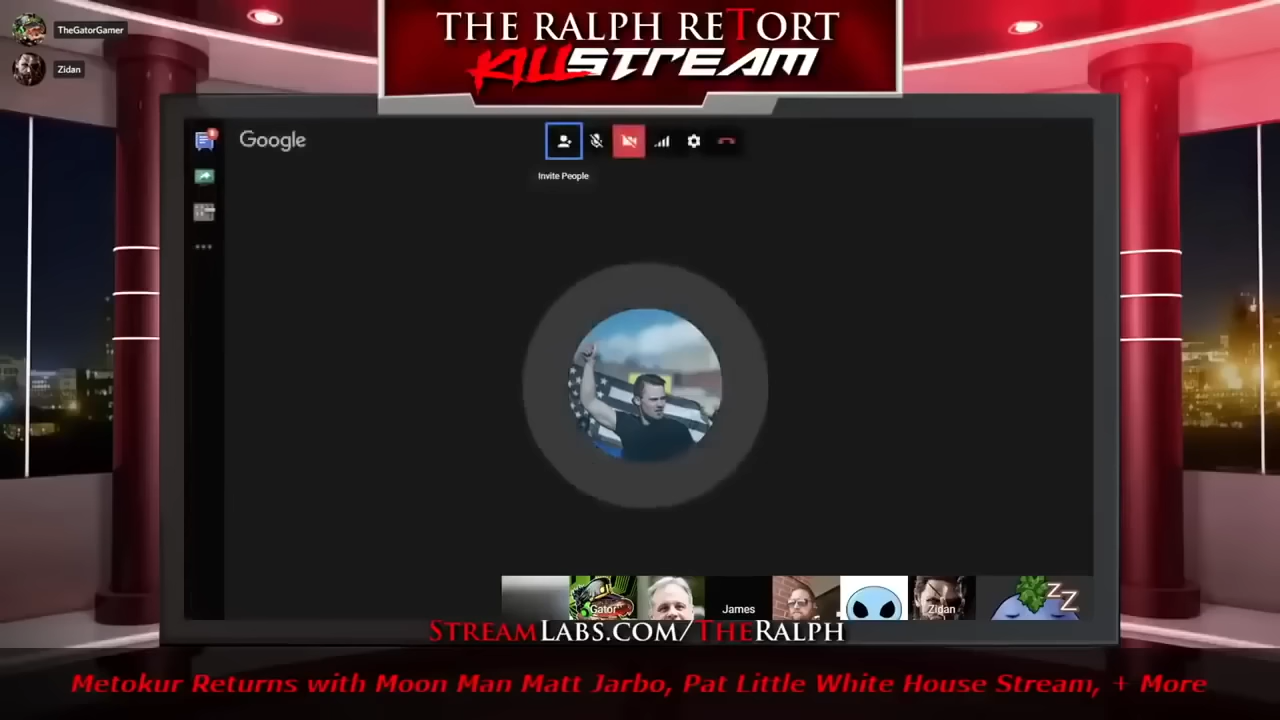 TheGatorGamer
Zidan
THE RALPH RETORT
KILLSTREAM
Google
Invite People
Gator
James
Zidan
Z Z
STREAMLABS.COM/THERALPH
Metokur Returns with Moon Man Matt Jarbo, Pat Little White House Stream, + More